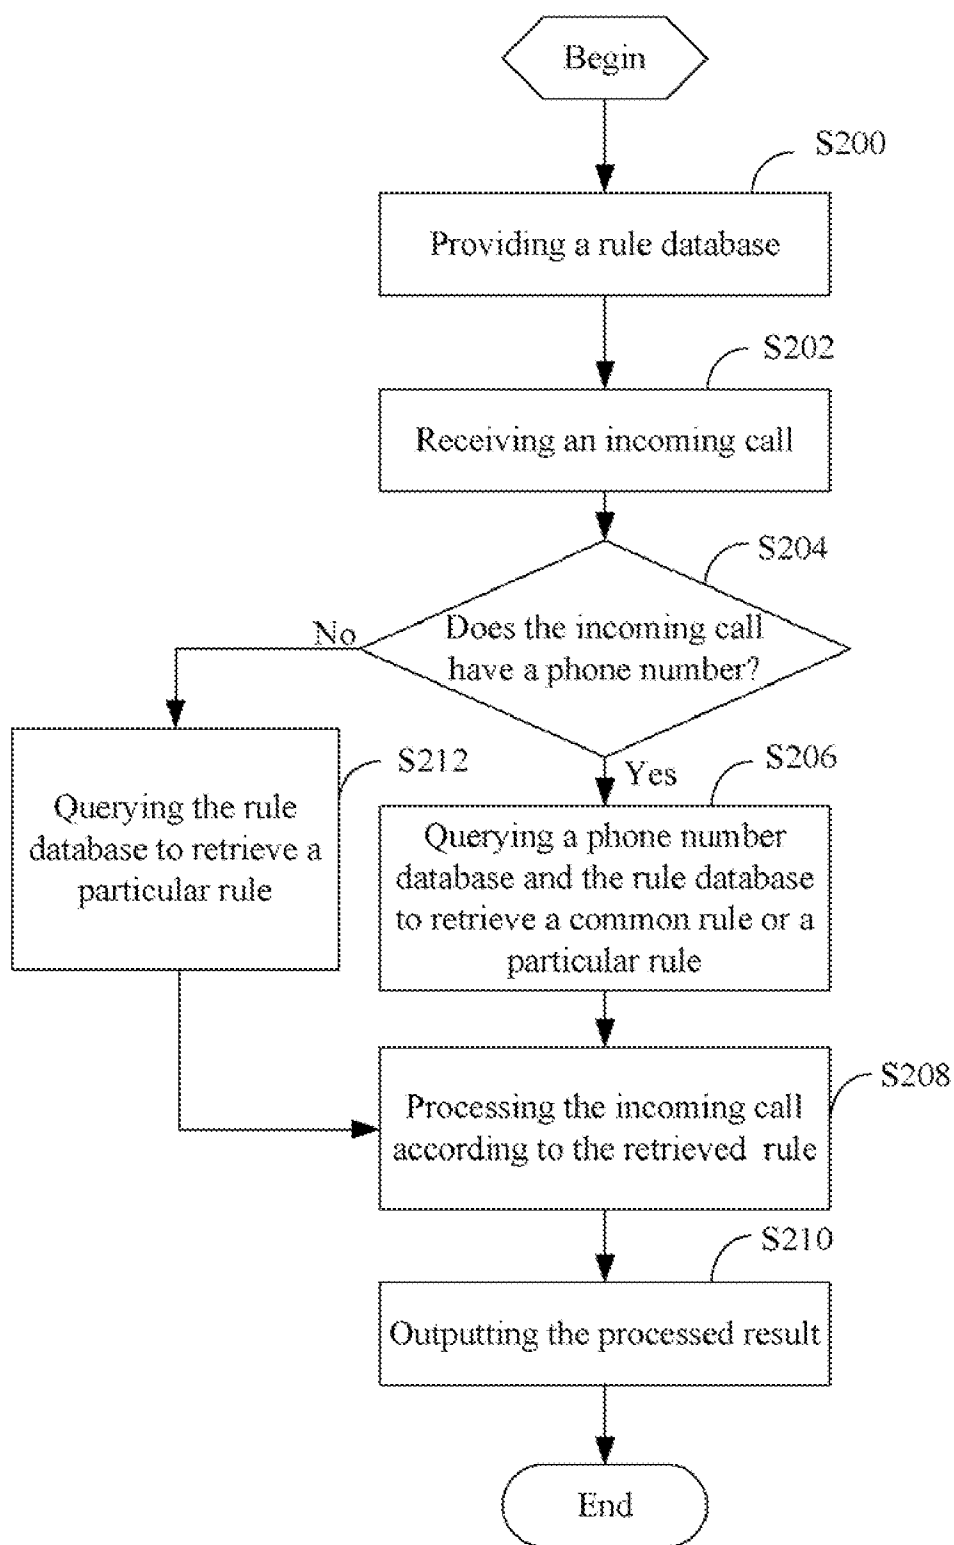 Begin
S200
Providing a rule database
S202
Receiving an incoming call
S204
Does the incoming call
have a phone number?
No
Yes
S212
Querying the rule
database to retrieve a
particular rule
S206
Querying a phone number
database and the rule database
to retrieve a common rule or a
particular rule
S208
Processing the incoming call
according to the retrieved rule
S210
Outputting the processed result
End